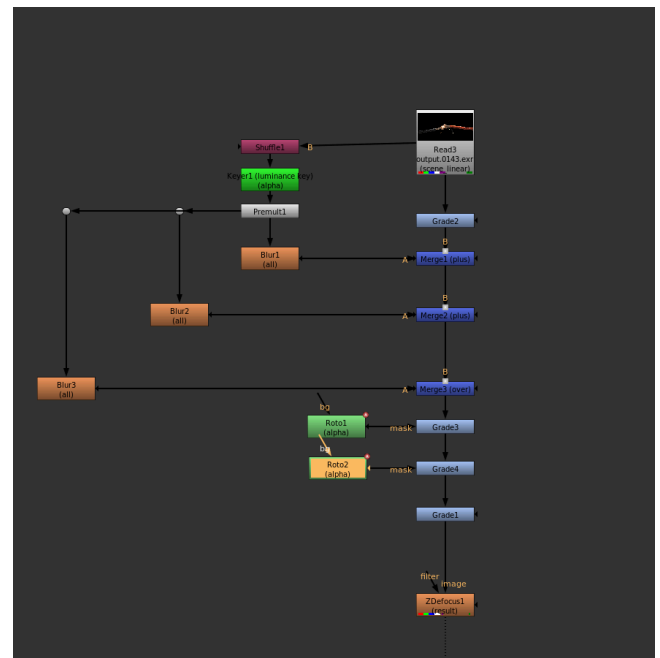 Shuffle1
B
Read3
output.0143.exr
(scene_linear)
Keyer1 (luminance key)
(alpha)
Premult1
Grade2
B
Blur1
(all)
A
Merge1 (plus)
B
Blur2
(all)
A
Merge2 (plus)
B
Blur3
(all)
A
Merge3 (over)
bg
Roto1
(alpha)
mask
Grade3
bg
Roto2
(alpha)
mask
Grade4
Grade1
filter
image
ZDefocus1
(result)